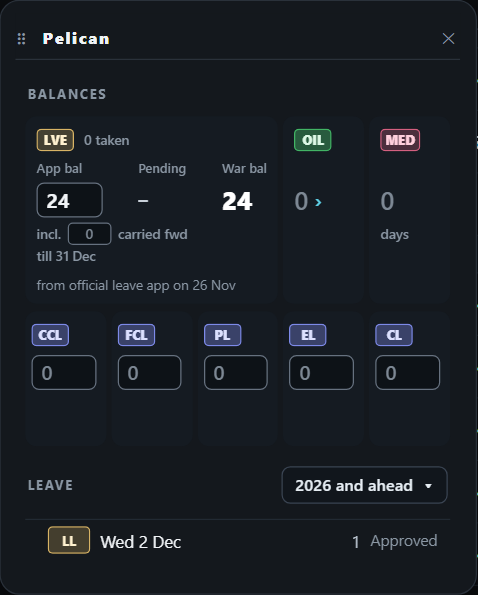 Pelican
BALANCES
LVE 0 taken
App bal Pending War bal
24 – 24
incl. 0 carried fwd
till 31 Dec
from official leave app on 26 Nov
OIL
0 ›
MED
0
days
CCL FCL PL EL CL
0 0 0 0 0
LEAVE 2026 and ahead
LL Wed 2 Dec 1 Approved